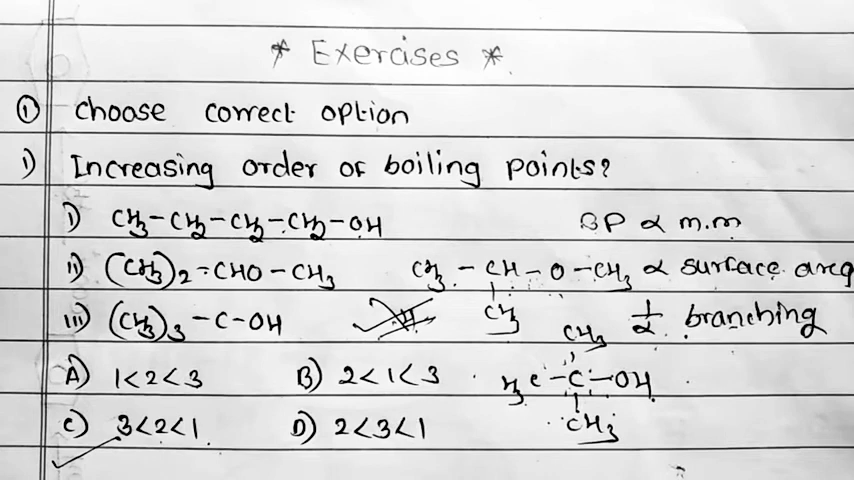 * Exercises *
① Choose correct option
1) Increasing order of boiling points?
I) CH3-CH2-CH2-CH2-OH BP ∝ m.m
II) (CH3)2-CHO-CH3 CH3 - CH - O - CH3 ∝ surface area
CH3
III) (CH3)3-C-OH 1/∝ branching
CH3
A) 1<2<3 B) 2<1<3 H3C-C-OH
CH3
C) 3<2<1 D) 2<3<1